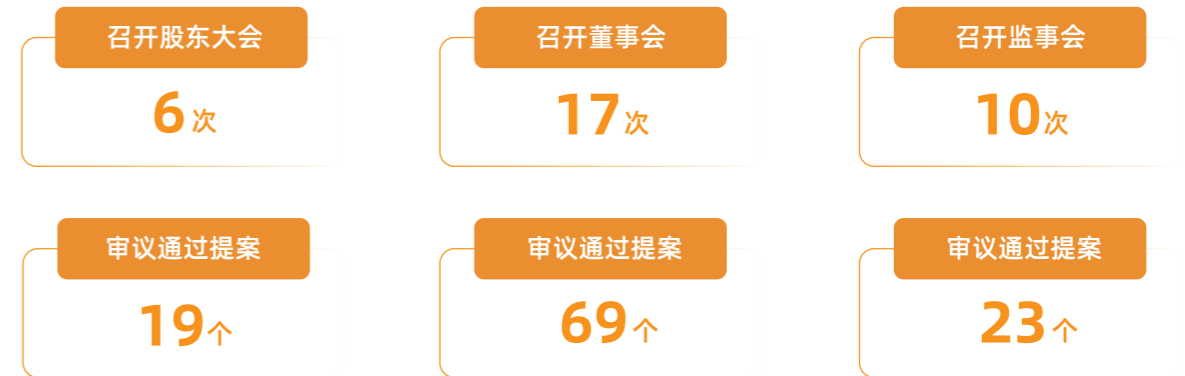 召开股东大会
6次
召开董事会
17次
召开监事会
10次
审议通过提案
19个
审议通过提案
69个
审议通过提案
23个